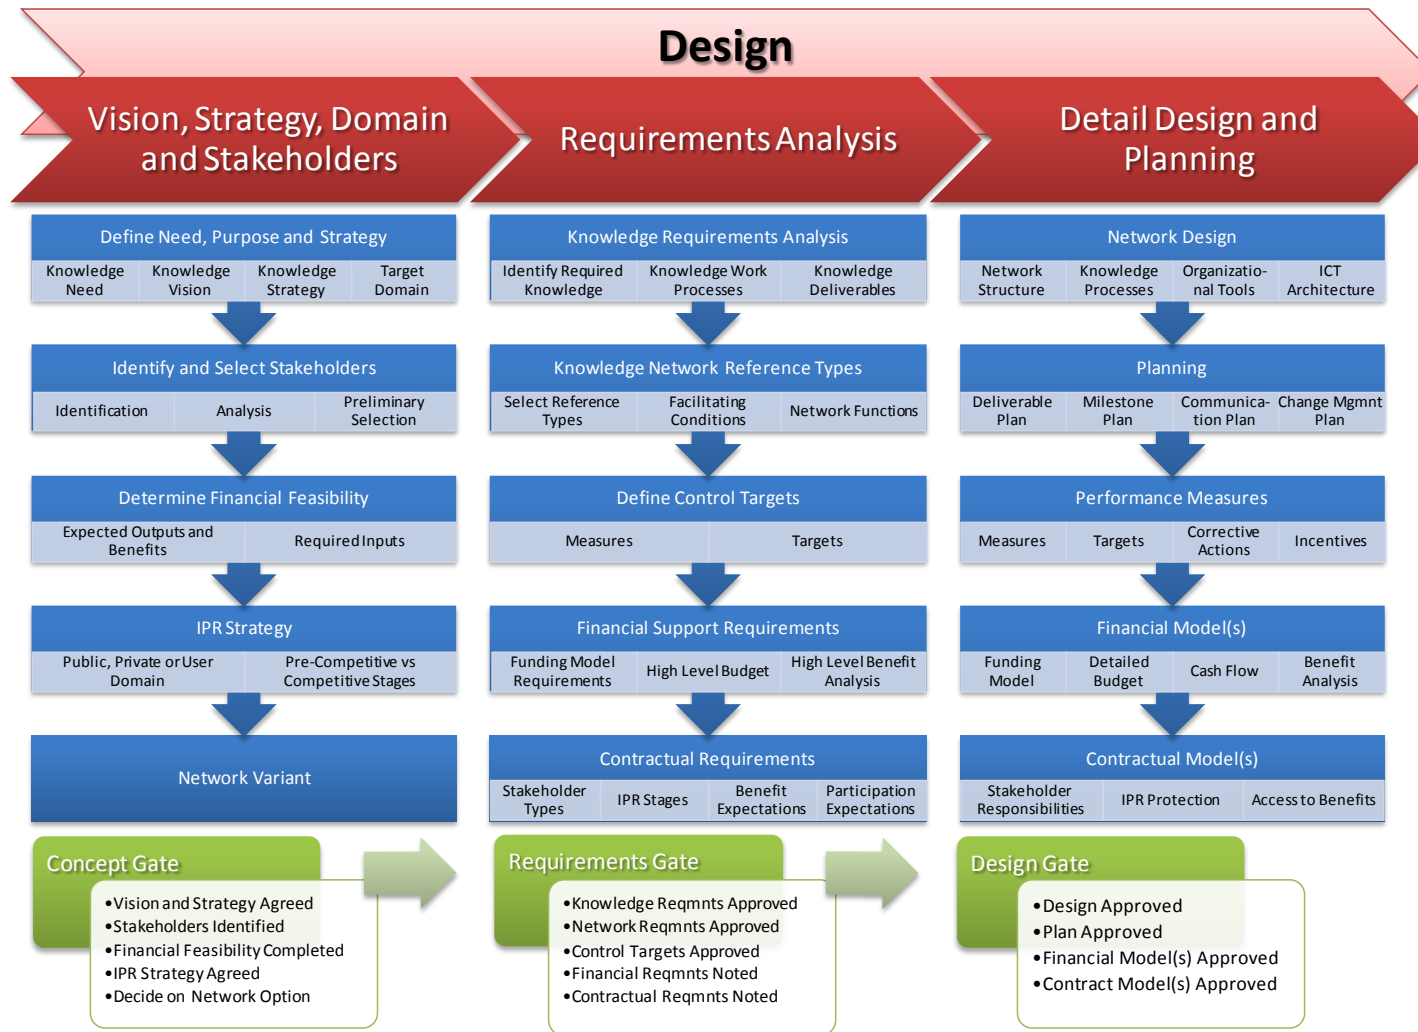 Design
Vision, Strategy, Domain
and Stakeholders
Requirements Analysis
Detail Design and
Planning
Define Need, Purpose and Strategy
Knowledge
Need
Knowledge
Vision
Knowledge
Strategy
Target
Domain
Identify and Select Stakeholders
Identification
Analysis
Preliminary
Selection
Determine Financial Feasibility
Expected Outputs and
Benefits
Required Inputs
IPR Strategy
Public, Private or User
Domain
Pre-Competitive vs
Competitive Stages
Network Variant
Knowledge Requirements Analysis
Identify Required
Knowledge
Knowledge Work
Processes
Knowledge
Deliverables
Knowledge Network Reference Types
Select Reference
Types
Facilitating
Conditions
Network Functions
Define Control Targets
Measures
Targets
Financial Support Requirements
Funding Model
Requirements
High Level Budget
High Level Benefit
Analysis
Contractual Requirements
Stakeholder
Types
IPR Stages
Benefit
Expectations
Participation
Expectations
Network Design
Network
Structure
Knowledge
Processes
Organizatio-
nal Tools
ICT
Architecture
Planning
Deliverable
Plan
Milestone
Plan
Communica-
tion Plan
Change Mgmnt
Plan
Performance Measures
Measures
Targets
Corrective
Actions
Incentives
Financial Model(s)
Funding
Model
Detailed
Budget
Cash Flow
Benefit
Analysis
Contractual Model(s)
Stakeholder
Responsibilities
IPR Protection
Access to Benefits
Concept Gate
•Vision and Strategy Agreed
•Stakeholders Identified
•Financial Feasibility Completed
•IPR Strategy Agreed
•Decide on Network Option
Requirements Gate
•Knowledge Reqmnts Approved
•Network Reqmnts Approved
•Control Targets Approved
•Financial Reqmnts Noted
•Contractual Reqmnts Noted
Design Gate
•Design Approved
•Plan Approved
•Financial Model(s) Approved
•Contract Model(s) Approved